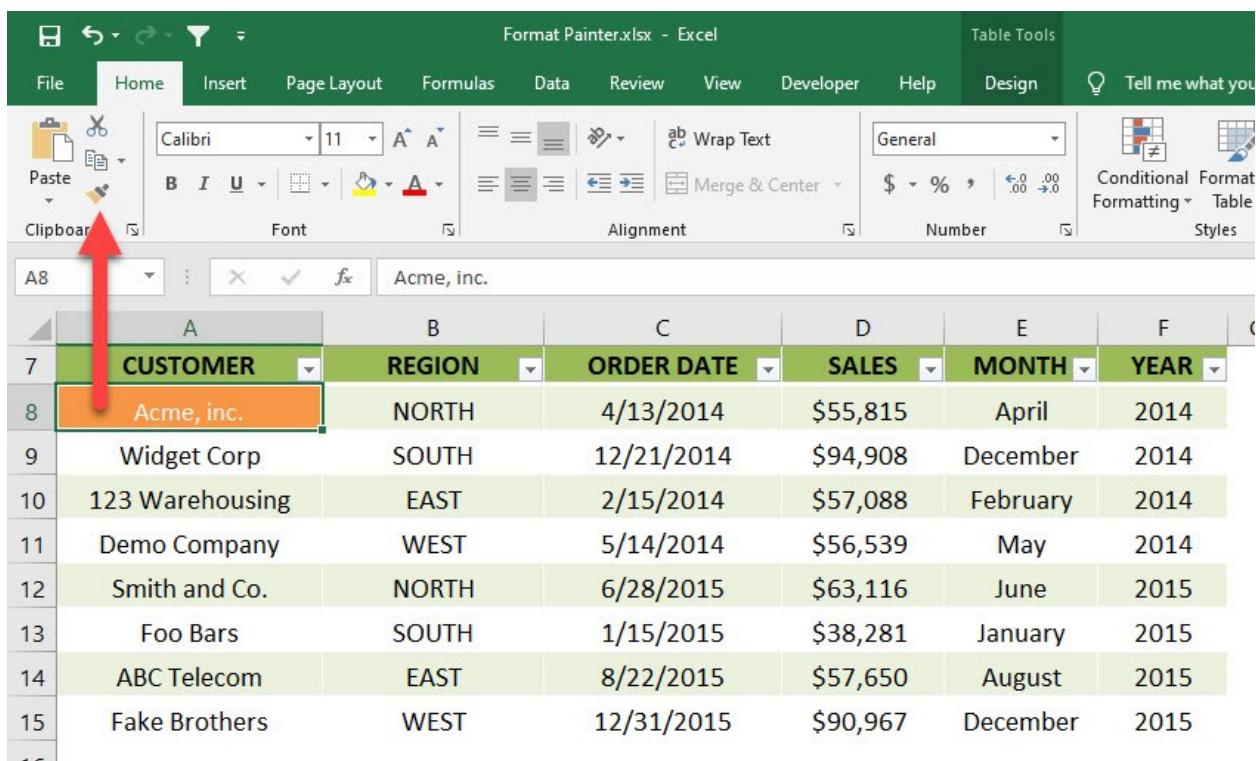 Format Painter.xlsx - Excel
Table Tools
File Home Insert Page Layout Formulas Data Review View Developer Help Design Tell me what you
Calibri 11 A A ab Wrap Text General
Paste B I U A Merge & Center $ % , .00 .0 Conditional Formatting Format Table
Clipboar Font Alignment Number Styles
A8 fx Acme, inc.
A B C D E F
7 CUSTOMER REGION ORDER DATE SALES MONTH YEAR
8 Acme, inc. NORTH 4/13/2014 $55,815 April 2014
9 Widget Corp SOUTH 12/21/2014 $94,908 December 2014
10 123 Warehousing EAST 2/15/2014 $57,088 February 2014
11 Demo Company WEST 5/14/2014 $56,539 May 2014
12 Smith and Co. NORTH 6/28/2015 $63,116 June 2015
13 Foo Bars SOUTH 1/15/2015 $38,281 January 2015
14 ABC Telecom EAST 8/22/2015 $57,650 August 2015
15 Fake Brothers WEST 12/31/2015 $90,967 December 2015